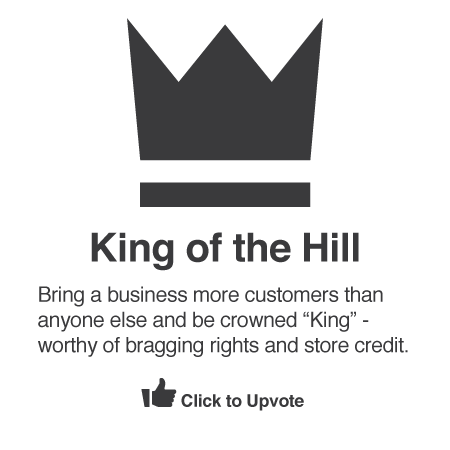 King of the Hill
Bring a business more customers than
anyone else and be crowned “King” -
worthy of bragging rights and store credit.
Click to Upvote